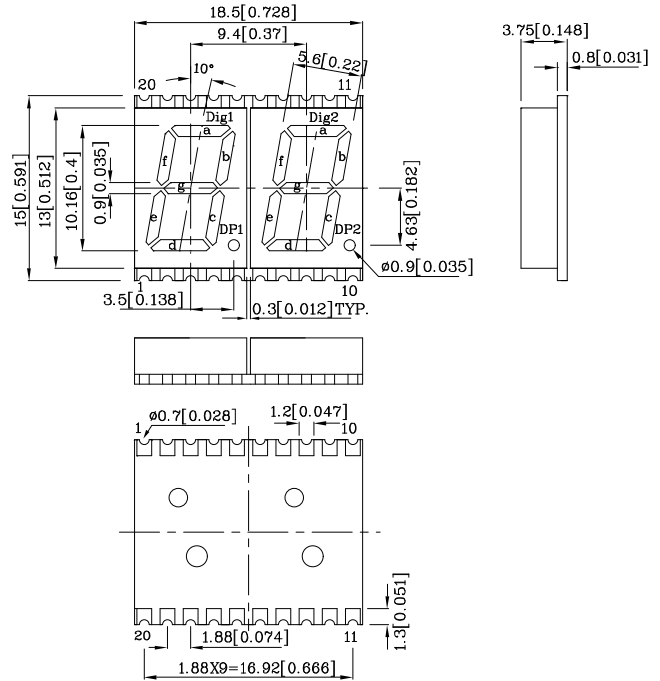 18.5[0.728]
9.4[0.37]
3.75[0.148]
0.8[0.031]
5.6[0.22]
10°
20
11
Dig1
Dig2
a
a
f
b
f
b
g
g
e
c
e
c
d
d
DP1
DP2
15[0.591]
13[0.512]
10.16[0.4]
0.9[0.035]
4.63[0.182]
ø0.9[0.035]
1
10
3.5[0.138]
0.3[0.012]TYP.
ø0.7[0.028]
1.2[0.047]
1
10
20
11
1.88[0.074]
1.3[0.051]
1.88X9=16.92[0.666]